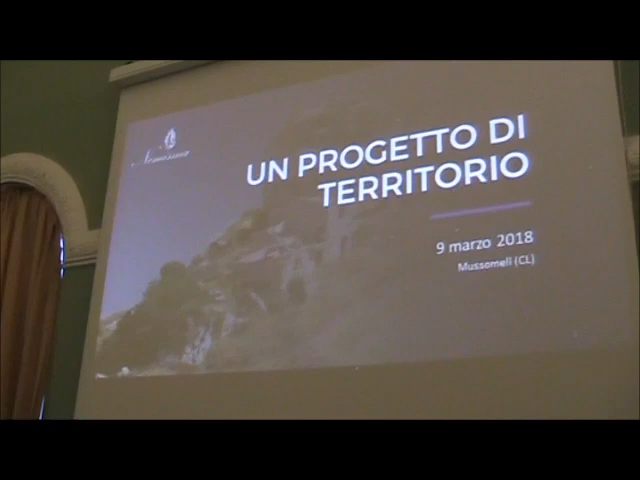 UN PROGETTO DI
TERRITORIO
9 marzo 2018
Mussomeli (CL)